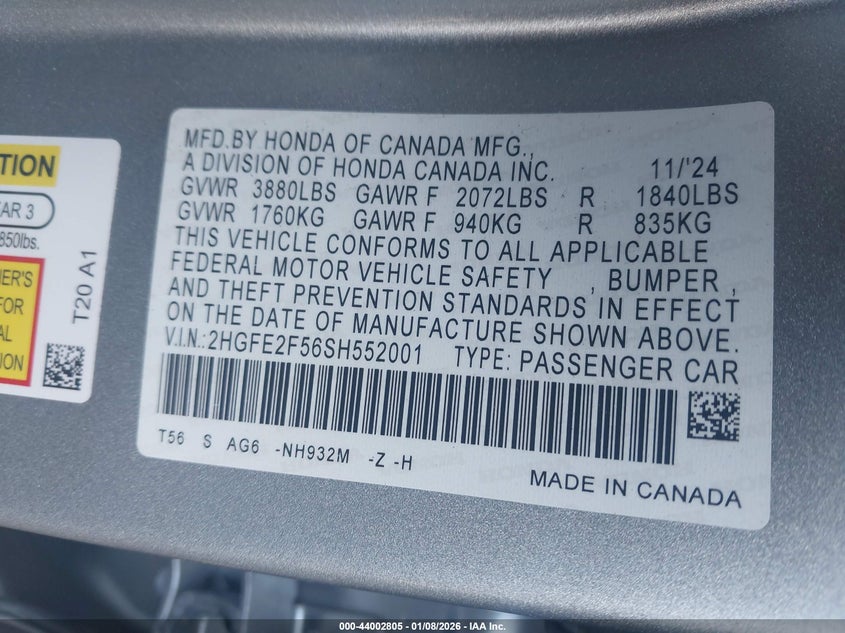 TION
AR 3
850lbs.
ER'S
FOR
AL
ION
T20 A1
MFD.BY HONDA OF CANADA MFG.,
A DIVISION OF HONDA CANADA INC. 11/'24
GVWR 3880LBS GAWR F 2072LBS R 1840LBS
GVWR 1760KG GAWR F 940KG R 835KG
THIS VEHICLE CONFORMS TO ALL APPLICABLE
FEDERAL MOTOR VEHICLE SAFETY , BUMPER ,
AND THEFT PREVENTION STANDARDS IN EFFECT
ON THE DATE OF MANUFACTURE SHOWN ABOVE.
V.I.N.:2HGFE2F56SH552001 TYPE: PASSENGER CAR
T56 S AG6 -NH932M -Z -H
MADE IN CANADA
000-44002805 | 01/08/2026 | IAA Inc.